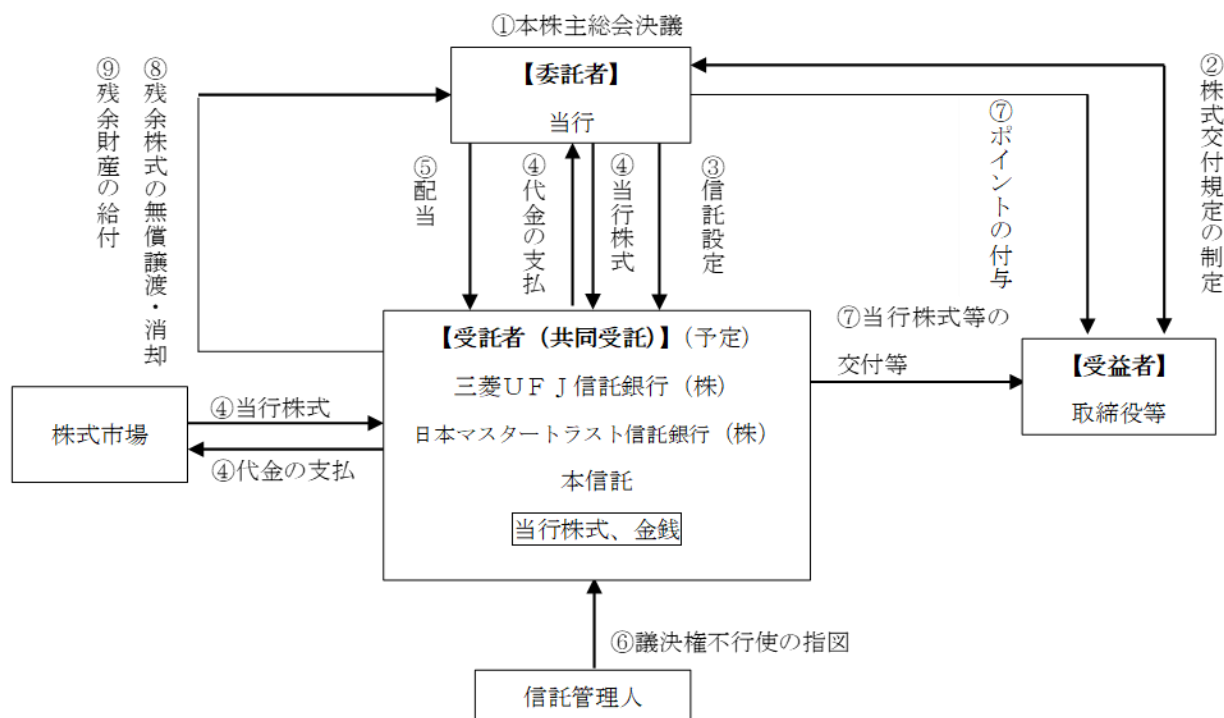 ①本株主総会決議
【委託者】
当行
⑨残余財産の給付
⑧残余株式の無償譲渡・消却
⑤配当
④代金の支払
④当行株式
③信託設定
⑦ポイントの付与
②株式交付規定の制定
【受託者（共同受託）】（予定）
三菱ＵＦＪ信託銀行（株）
日本マスタートラスト信託銀行（株）
本信託
当行株式、金銭
⑦当行株式等の
交付等
【受益者】
取締役等
株式市場
④当行株式
④代金の支払
⑥議決権不行使の指図
信託管理人